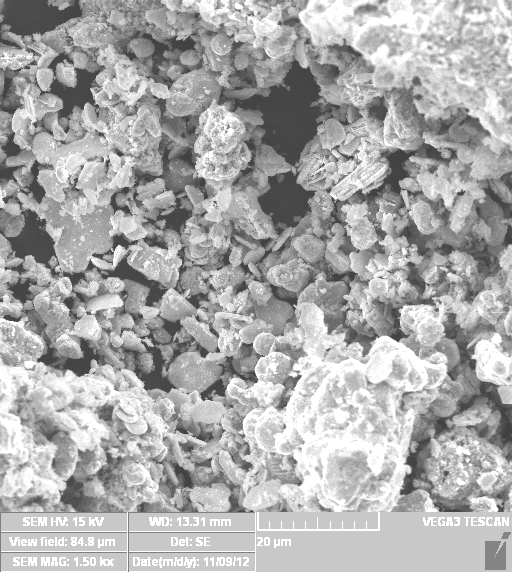 SEM HV: 15 kV WD: 13.31 mm VEGA3 TESCAN
View field: 84.8 µm Det: SE 20 µm
SEM MAG: 1.50 kx Date(m/d/y): 11/09/12